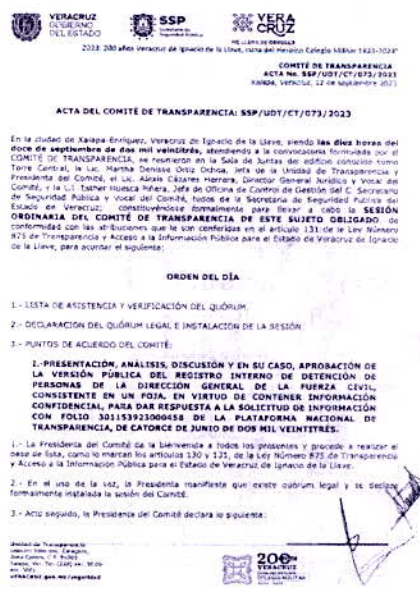 VERACRUZ
GOBIERNO
DEL ESTADO
SSP
Secretaría de
Seguridad Pública
VERA
CRUZ
ME LLENA DE ORGULLO
2023: 200 años Veracruz de Ignacio de la Llave, cuna del Heroico Colegio Militar 1823-2023"
COMITÉ DE TRANSPARENCIA
ACTA No. SSP/UDT/CT/073/2023
Xalapa, Veracruz, 12 de septiembre 2023
ACTA DEL COMITÉ DE TRANSPARENCIA: SSP/UDT/CT/073/2023
En la ciudad de Xalapa-Enríquez, Veracruz de Ignacio de la Llave, siendo las diez horas del
doce de septiembre de dos mil veintitrés, atendiendo a la convocatoria formulada por el
COMITÉ DE TRANSPARENCIA, se reunieron en la Sala de Juntas del edificio conocido como
Torre Central, la Lic. Martha Denisse Ortiz Ochoa, Jefa de la Unidad de Transparencia y
Presidenta del Comité, el Lic. Alexis Cázares Herrera, Director General Jurídico y Vocal del
Comité, y la L.I. Esther Huesca Piñera, Jefa de Oficina de Control de Gestión del C. Secretario
de Seguridad Pública y Vocal del Comité, todos de la Secretaría de Seguridad Pública del
Estado de Veracruz; constituyéndose formalmente para llevar a cabo la SESIÓN
ORDINARIA DEL COMITÉ DE TRANSPARENCIA DE ESTE SUJETO OBLIGADO, de
conformidad con las atribuciones que le son conferidas en el artículo 131 de la Ley Número
875 de Transparencia y Acceso a la Información Pública para el Estado de Veracruz de Ignacio
de la Llave, para acordar el siguiente:
ORDEN DEL DÍA
1.- LISTA DE ASISTENCIA Y VERIFICACIÓN DEL QUÓRUM.
2.- DECLARACIÓN DEL QUÓRUM LEGAL E INSTALACIÓN DE LA SESIÓN
3.- PUNTOS DE ACUERDO DEL COMITÉ:
I.-PRESENTACIÓN, ANÁLISIS, DISCUSIÓN Y EN SU CASO, APROBACIÓN DE
LA VERSIÓN PÚBLICA DEL REGISTRO INTERNO DE DETENCIÓN DE
PERSONAS DE LA DIRECCIÓN GENERAL DE LA FUERZA CIVIL,
CONSISTENTE EN UN FOJA, EN VIRTUD DE CONTENER INFORMACIÓN
CONFIDENCIAL, PARA DAR RESPUESTA A LA SOLICITUD DE INFORMACIÓN
CON FOLIO 301153923000458 DE LA PLATAFORMA NACIONAL DE
TRANSPARENCIA, DE CATORCE DE JUNIO DE DOS MIL VEINTITRÉS.
1.- La Presidenta del Comité da la bienvenida a todos los presentes y procede a realizar el
pase de lista, como lo marcan los artículos 130 y 131, de la Ley Número 875 de Transparencia
y Acceso a la Información Pública para el Estado de Veracruz de Ignacio de la Llave.
2.- En el uso de la voz, la Presidenta manifiesta que existe quórum legal y se declara
formalmente instalada la sesión del Comité.
3.- Acto seguido, la Presidenta del Comité declara lo siguiente:
Unidad de Transparencia
VERACRUZ